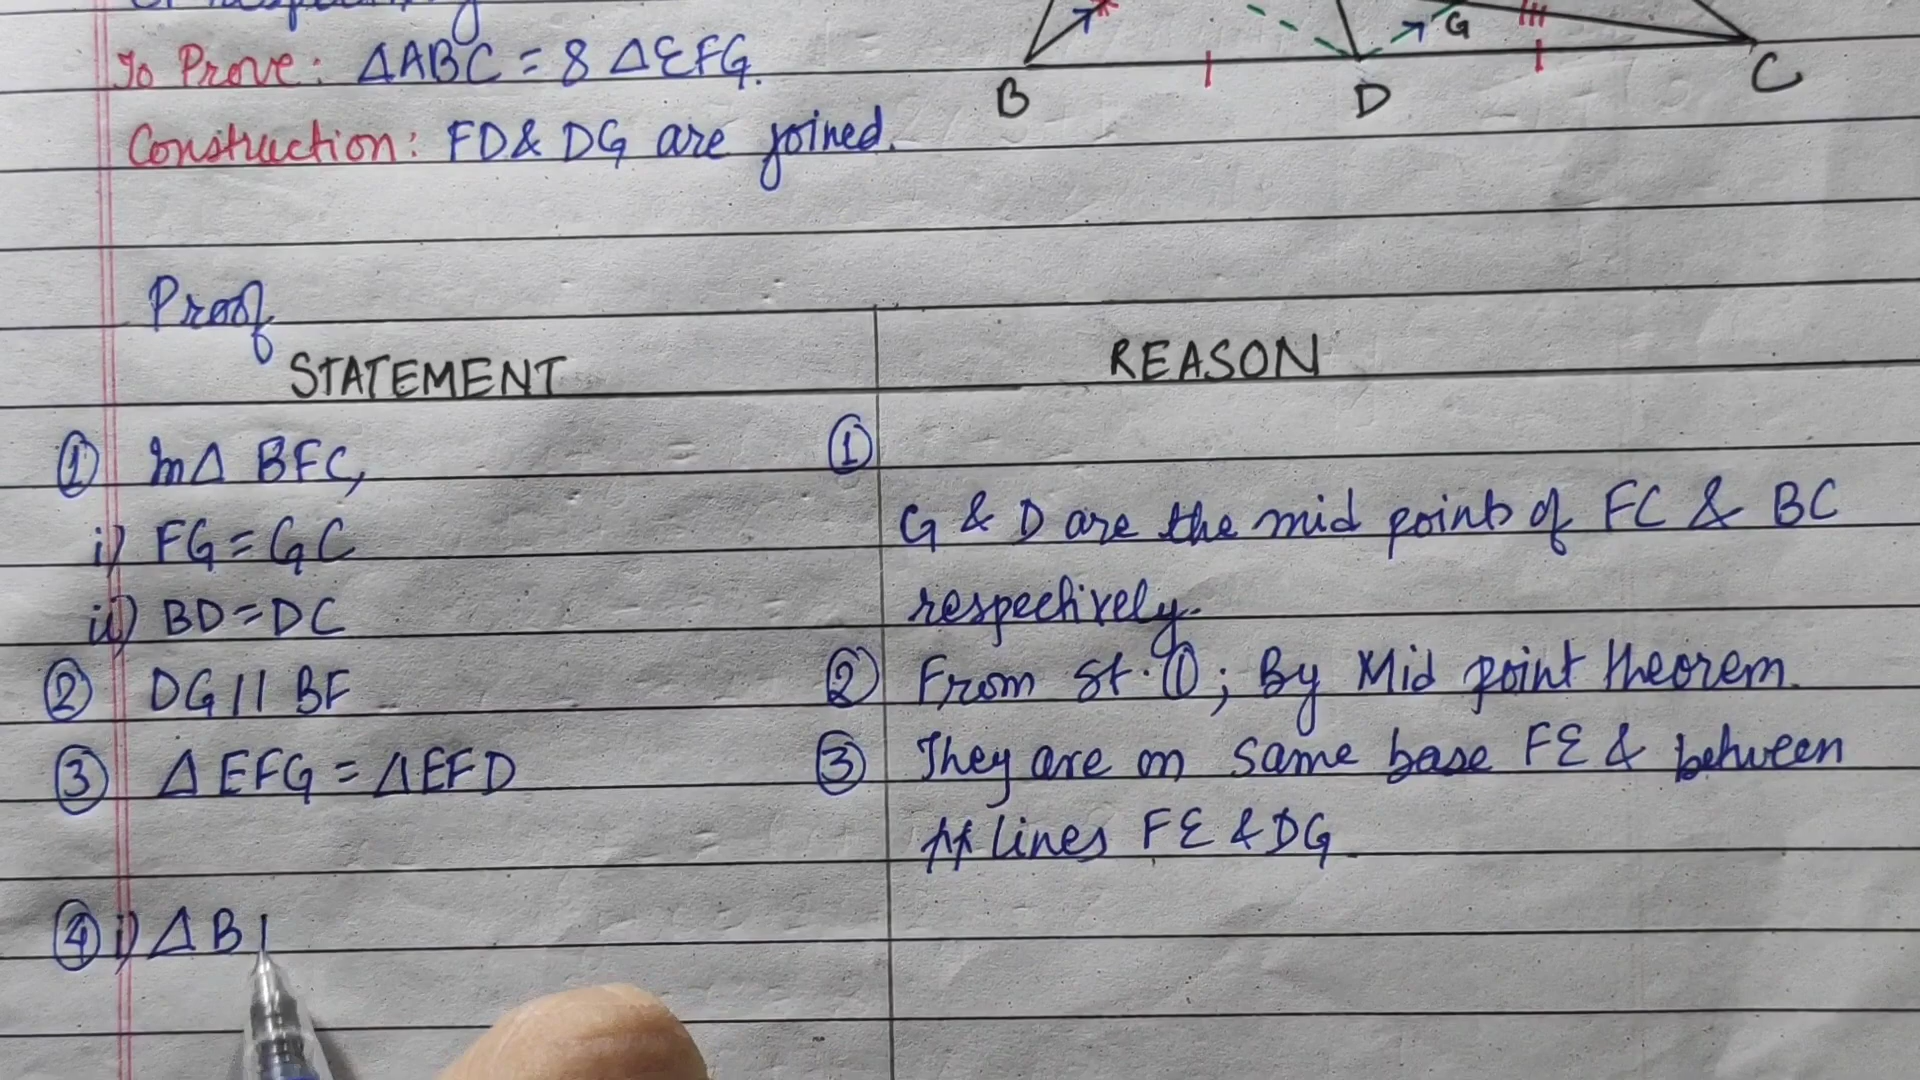 To Prove: ΔABC = 8 ΔEFG.
Construction: FD & DG are joined.
G
B
D
C
Proof
STATEMENT
REASON
① In Δ BFC,
i) FG = GC
ii) BD = DC
② DG || BF
③ Δ EFG = ΔEFD
④ i) Δ B
①
G & D are the mid points of FC & BC
respectively.
② From st. ①; By Mid point theorem.
③ They are on same base FE & between
lines FE & DG